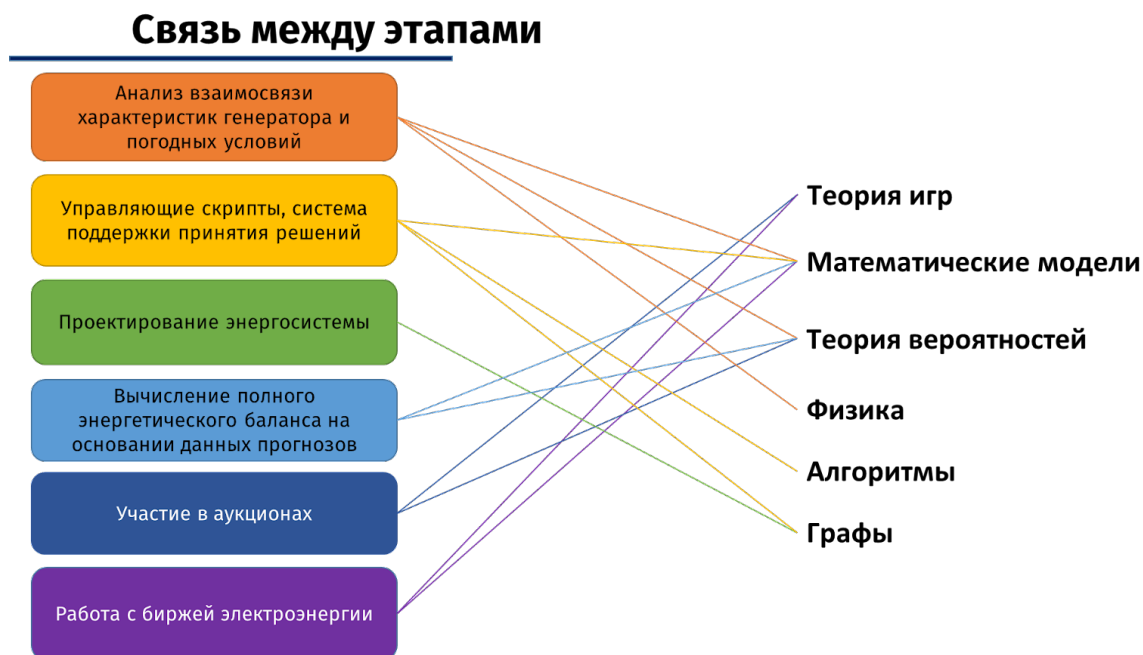 Связь между этапами
Анализ взаимосвязи
характеристик генератора и
погодных условий
Управляющие скрипты, система
поддержки принятия решений
Проектирование энергосистемы
Вычисление полного
энергетического баланса на
основании данных прогнозов
Участие в аукционах
Работа с биржей электроэнергии
Теория игр
Математические модели
Теория вероятностей
Физика
Алгоритмы
Графы